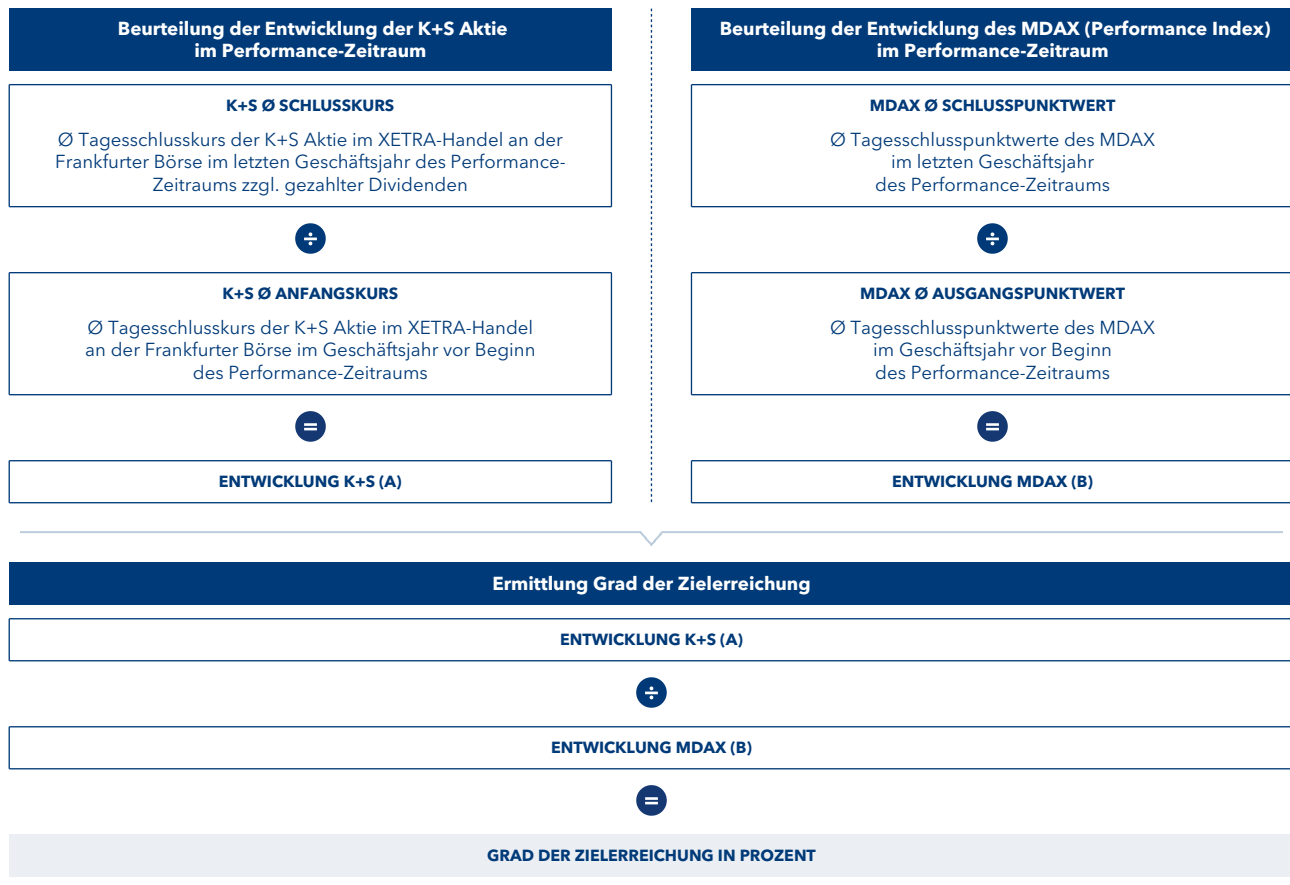 Beurteilung der Entwicklung der K+S Aktie
im Performance-Zeitraum
K+S Ø SCHLUSSKURS
Ø Tagesschlusskurs der K+S Aktie im XETRA-Handel an der
Frankfurter Börse im letzten Geschäftsjahr des Performance-
Zeitraums zzgl. gezahlter Dividenden
÷
K+S Ø ANFANGSKURS
Ø Tagesschlusskurs der K+S Aktie im XETRA-Handel
an der Frankfurter Börse im Geschäftsjahr vor Beginn
des Performance-Zeitraums
=
ENTWICKLUNG K+S (A)
Beurteilung der Entwicklung des MDAX (Performance Index)
im Performance-Zeitraum
MDAX Ø SCHLUSSPUNKTWERT
Ø Tagesschlusspunktwerte des MDAX
im letzten Geschäftsjahr
des Performance-Zeitraums
÷
MDAX Ø AUSGANGSPUNKTWERT
Ø Tagesschlusspunktwerte des MDAX
im Geschäftsjahr vor Beginn
des Performance-Zeitraums
=
ENTWICKLUNG MDAX (B)
Ermittlung Grad der Zielerreichung
ENTWICKLUNG K+S (A)
÷
ENTWICKLUNG MDAX (B)
=
GRAD DER ZIELERREICHUNG IN PROZENT